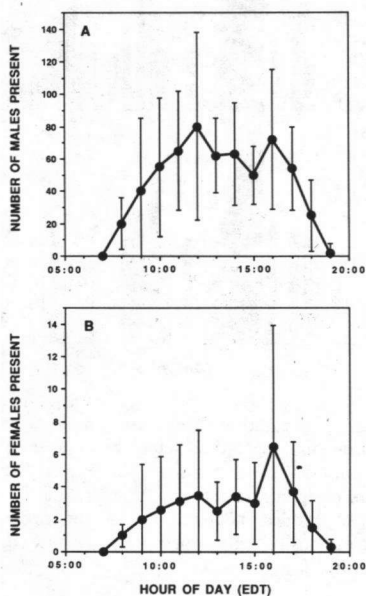 NUMBER OF MALES PRESENT
A
140
120
100
80
60
40
20
0
05:00 10:00 15:00 20:00
NUMBER OF FEMALES PRESENT
B
14
12
10
8
6
4
2
0
05:00 10:00 15:00 20:00
HOUR OF DAY (EDT)